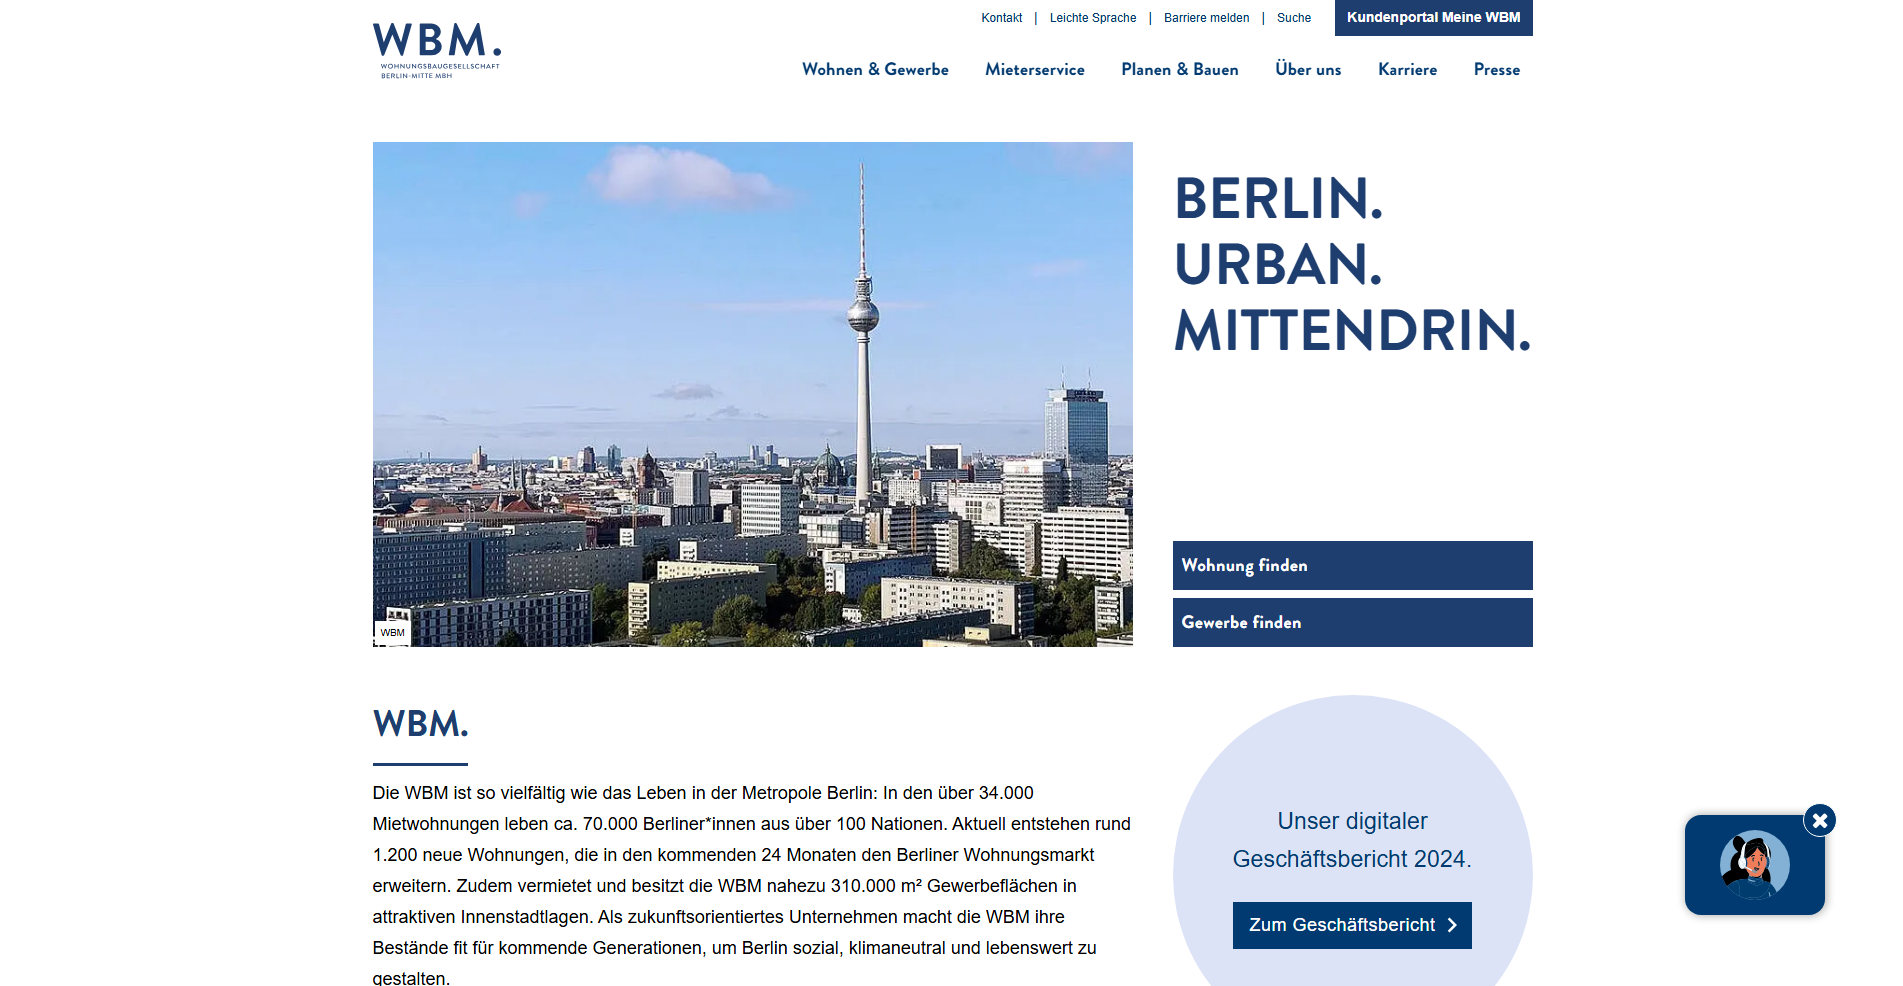 WBM.
WOHNUNGSBAUGESELLSCHAFT
BERLIN-MITTE MBH
Kontakt | Leichte Sprache | Barriere melden | Suche
Kundenportal Meine WBM
Wohnen & Gewerbe Mieterservice Planen & Bauen Über uns Karriere Presse
BERLIN.
URBAN.
MITTENDRIN.
Wohnung finden
Gewerbe finden
WBM
WBM.
Die WBM ist so vielfältig wie das Leben in der Metropole Berlin: In den über 34.000
Mietwohnungen leben ca. 70.000 Berliner*innen aus über 100 Nationen. Aktuell entstehen rund
1.200 neue Wohnungen, die in den kommenden 24 Monaten den Berliner Wohnungsmarkt
erweitern. Zudem vermietet und besitzt die WBM nahezu 310.000 m² Gewerbeflächen in
attraktiven Innenstadtlagen. Als zukunftsorientiertes Unternehmen macht die WBM ihre
Bestände fit für kommende Generationen, um Berlin sozial, klimaneutral und lebenswert zu
gestalten.
Unser digitaler
Geschäftsbericht 2024.
Zum Geschäftsbericht